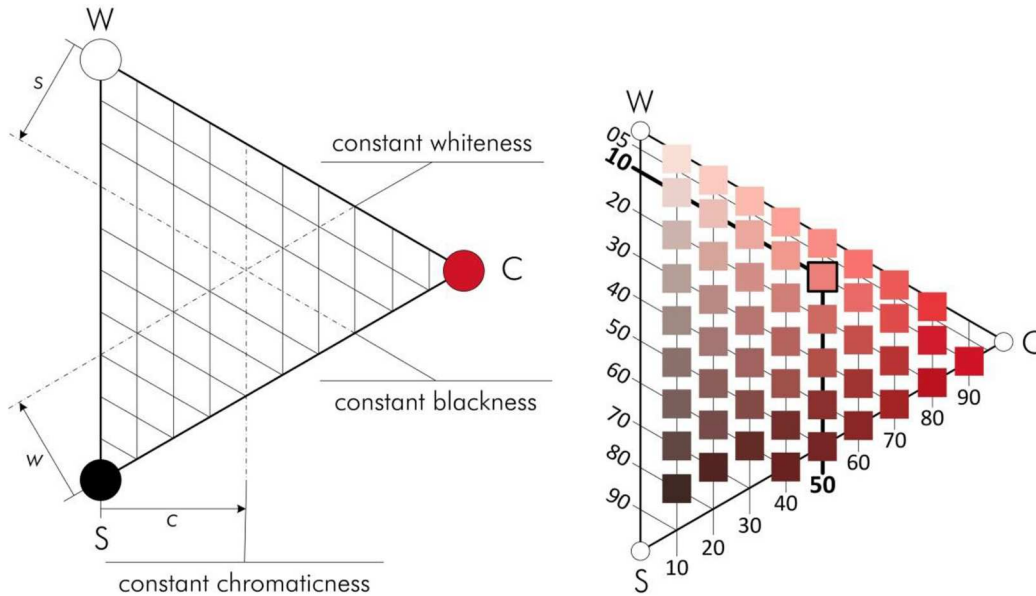 W
s
constant whiteness
C
constant blackness
w
S
c
constant chromaticness
W
05
10
20
30
40
50
60
70
80
90
S
C
90
80
70
60
50
40
30
20
10